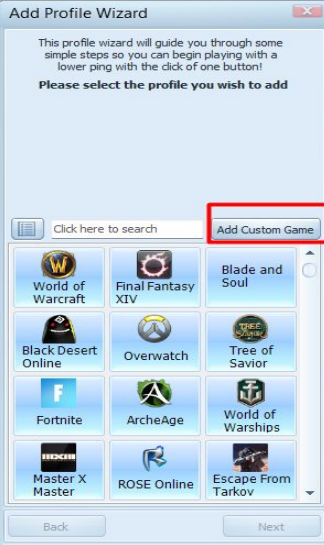 Add Profile Wizard
This profile wizard will guide you through some
simple steps so you can begin playing with a
lower ping with the click of one button!
Please select the profile you wish to add
Click here to search
Add Custom Game
World of
Warcraft
Final Fantasy
XIV
Blade and
Soul
Black Desert
Online
Overwatch
Tree of
Savior
Fortnite
ArcheAge
World of
Warships
Master X
Master
ROSE Online
Escape From
Tarkov
Back
Next